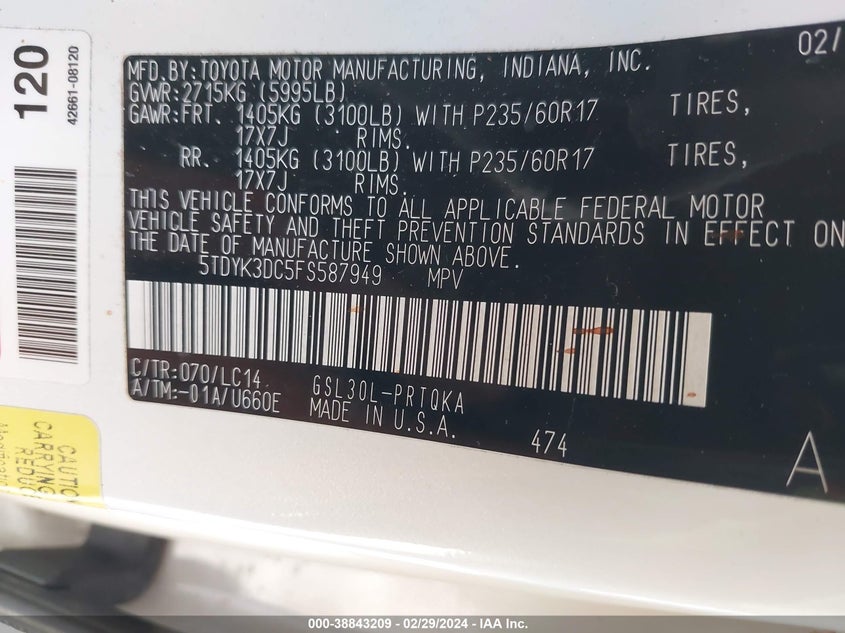 120
42661-08120
02/
MFD.BY:TOYOTA MOTOR MANUFACTURING, INDIANA, INC.
GVWR:2715KG (5995LB)
GAWR:FRT. 1405KG (3100LB) WITH P235/60R17 TIRES,
17X7J RIMS.
RR. 1405KG (3100LB) WITH P235/60R17 TIRES,
17X7J RIMS.
THIS VEHICLE CONFORMS TO ALL APPLICABLE FEDERAL MOTOR
VEHICLE SAFETY AND THEFT PREVENTION STANDARDS IN EFFECT ON
THE DATE OF MANUFACTURE SHOWN ABOVE.
5TDYK3DC5FS587949 MPV
C/TR:070/LC14 GSL30L-PRTQKA
A/TM:-01A/U660E MADE IN U.S.A.
474
A
CAUTIO
CARRYING
REDU
000-38843209 - 02/29/2024 - IAA Inc.